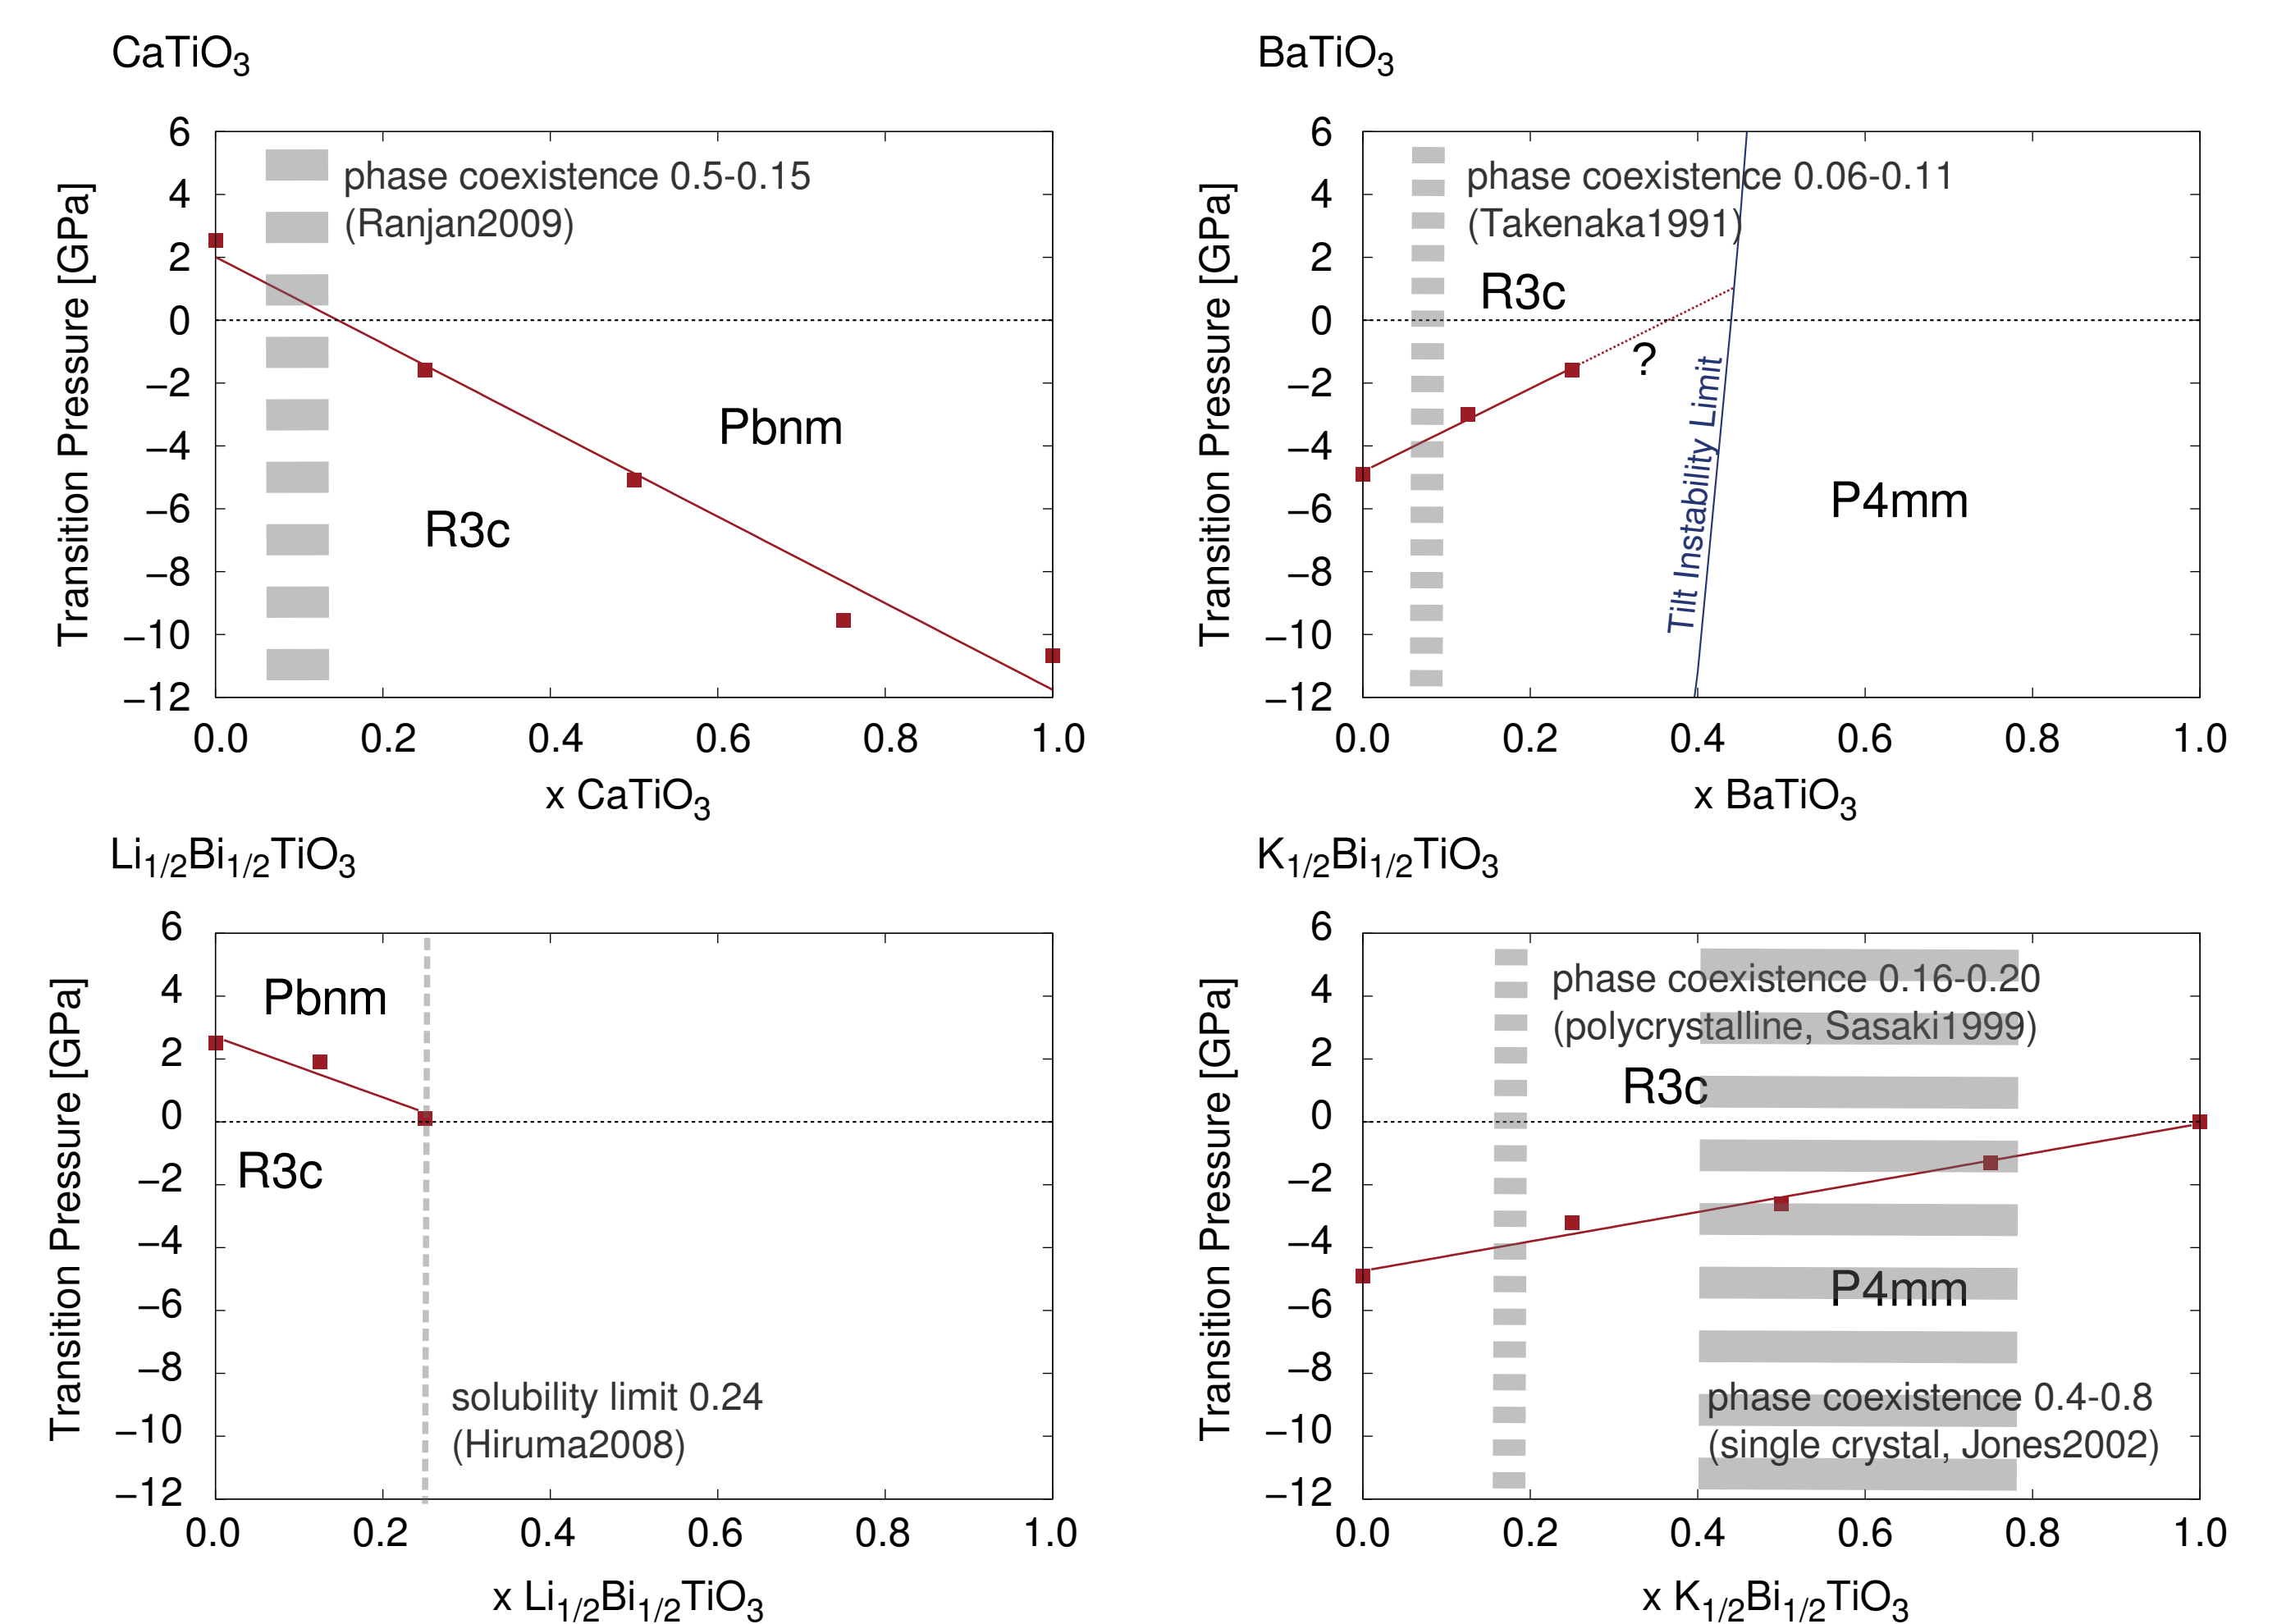 CaTiO3
6
4
2
0
−2
−4
−6
−8
−10
−12
Transition Pressure [GPa]
phase coexistence 0.5-0.15
(Ranjan2009)
Pbnm
R3c
0.0 0.2 0.4 0.6 0.8 1.0
x CaTiO3
BaTiO3
6
4
2
0
−2
−4
−6
−8
−10
−12
Transition Pressure [GPa]
phase coexistence 0.06-0.11
(Takenaka1991)
R3c
?
Tilt Instability Limit
P4mm
0.0 0.2 0.4 0.6 0.8 1.0
x BaTiO3
Li1/2Bi1/2TiO3
6
4
2
0
−2
−4
−6
−8
−10
−12
Transition Pressure [GPa]
Pbnm
R3c
solubility limit 0.24
(Hiruma2008)
0.0 0.2 0.4 0.6 0.8 1.0
x Li1/2Bi1/2TiO3
K1/2Bi1/2TiO3
6
4
2
0
−2
−4
−6
−8
−10
−12
Transition Pressure [GPa]
phase coexistence 0.16-0.20
(polycrystalline, Sasaki1999)
R3c
P4mm
phase coexistence 0.4-0.8
(single crystal, Jones2002)
0.0 0.2 0.4 0.6 0.8 1.0
x K1/2Bi1/2TiO3